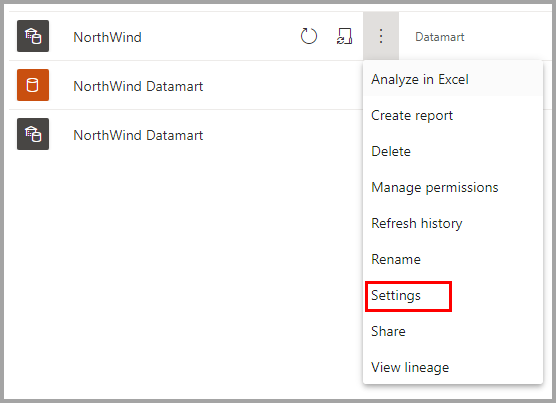 NorthWind
Datamart
NorthWind Datamart
NorthWind Datamart
Analyze in Excel
Create report
Delete
Manage permissions
Refresh history
Rename
Settings
Share
View lineage